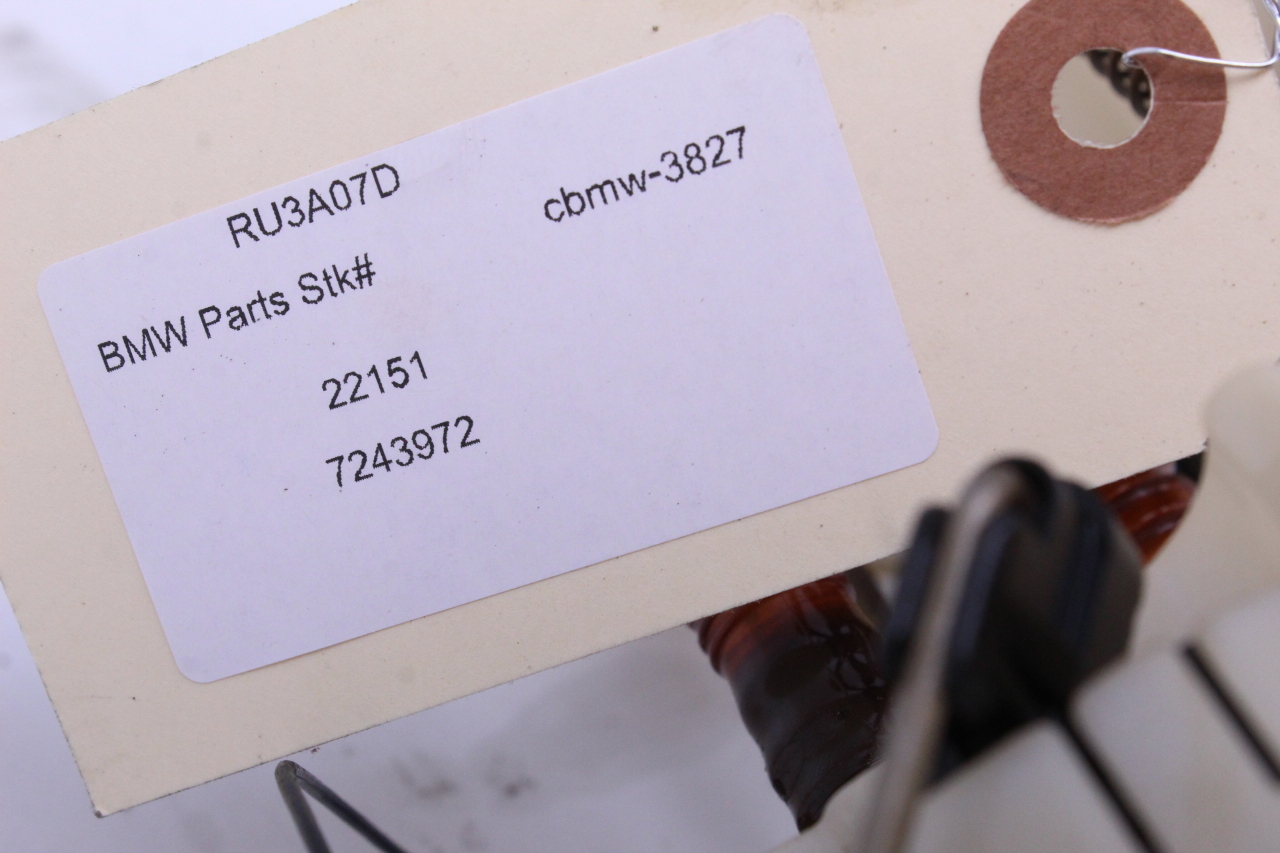 RU3A07D cbmw-3827
BMW Parts Stk#
22151
7243972